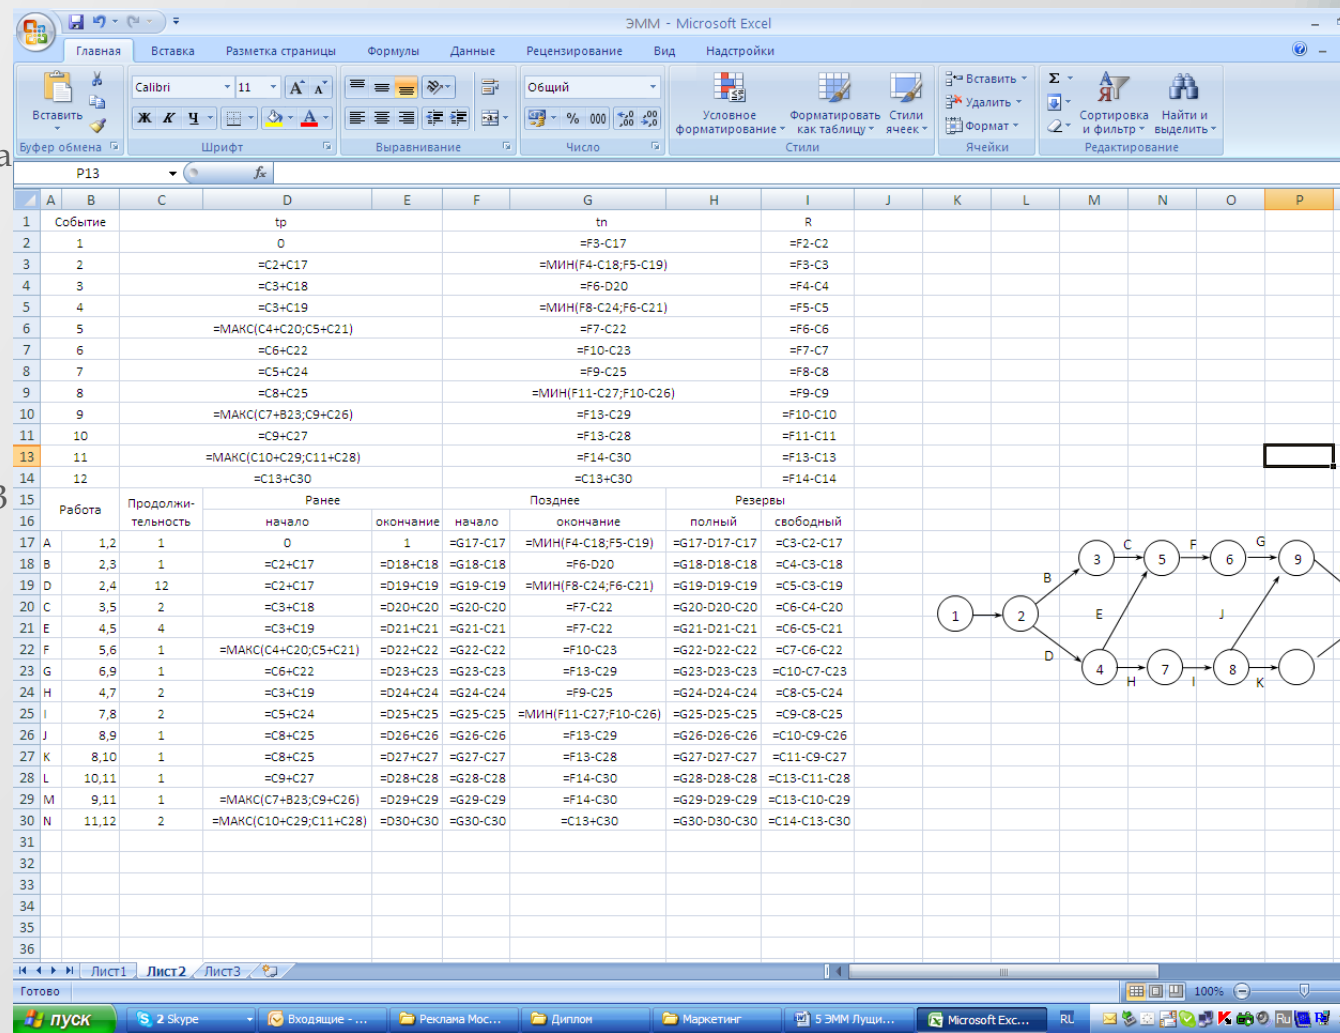 ЭММ - Microsoft Excel
Главная Вставка Разметка страницы Формулы Данные Рецензирование Вид Надстройки
Вставить Calibri 11 Общий Условное форматирование Форматировать как таблицу Стили ячеек Вставить Удалить Формат Сортировка и фильтр Найти и выделить
Ж К Ч % 000
Буфер обмена Шрифт Выравнивание Число Стили Ячейки Редактирование
а
P13 fx
A B C D E F G H I J K L M N O P
1 Событие tp tn R
2 1 0 =F3-C17 =F2-C2
3 2 =C2+C17 =МИН(F4-C18;F5-C19) =F3-C3
4 3 =C3+C18 =F6-D20 =F4-C4
5 4 =C3+C19 =МИН(F8-C24;F6-C21) =F5-C5
6 5 =МАКС(C4+C20;C5+C21) =F7-C22 =F6-C6
7 6 =C6+C22 =F10-C23 =F7-C7
8 7 =C5+C24 =F9-C25 =F8-C8
9 8 =C8+C25 =МИН(F11-C27;F10-C26) =F9-C9
10 9 =МАКС(C7+B23;C9+C26) =F13-C29 =F10-C10
11 10 =C9+C27 =F13-C28 =F11-C11
13 11 =МАКС(C10+C29;C11+C28) =F14-C30 =F13-C13
14 12 =C13+C30 =C13+C30 =F14-C14
З
15 Работа Продолжи- Ранее Позднее Резервы
16 тельность начало окончание начало окончание полный свободный
17 A 1,2 1 0 1 =G17-C17 =МИН(F4-C18;F5-C19) =G17-D17-C17 =C3-C2-C17
18 B 2,3 1 =C2+C17 =D18+C18 =G18-C18 =F6-D20 =G18-D18-C18 =C4-C3-C18
19 D 2,4 12 =C2+C17 =D19+C19 =G19-C19 =МИН(F8-C24;F6-C21) =G19-D19-C19 =C5-C3-C19
20 C 3,5 2 =C3+C18 =D20+C20 =G20-C20 =F7-C22 =G20-D20-C20 =C6-C4-C20
21 E 4,5 4 =C3+C19 =D21+C21 =G21-C21 =F7-C22 =G21-D21-C21 =C6-C5-C21
22 F 5,6 1 =МАКС(C4+C20;C5+C21) =D22+C22 =G22-C22 =F10-C23 =G22-D22-C22 =C7-C6-C22
23 G 6,9 1 =C6+C22 =D23+C23 =G23-C23 =F13-C29 =G23-D23-C23 =C10-C7-C23
24 H 4,7 2 =C3+C19 =D24+C24 =G24-C24 =F9-C25 =G24-D24-C24 =C8-C5-C24
25 I 7,8 2 =C5+C24 =D25+C25 =G25-C25 =МИН(F11-C27;F10-C26) =G25-D25-C25 =C9-C8-C25
26 J 8,9 1 =C8+C25 =D26+C26 =G26-C26 =F13-C29 =G26-D26-C26 =C10-C9-C26
27 K 8,10 1 =C8+C25 =D27+C27 =G27-C27 =F13-C28 =G27-D27-C27 =C11-C9-C27
28 L 10,11 1 =C9+C27 =D28+C28 =G28-C28 =F14-C30 =G28-D28-C28 =C13-C11-C28
29 M 9,11 1 =МАКС(C7+B23;C9+C26) =D29+C29 =G29-C29 =F14-C30 =G29-D29-C29 =C13-C10-C29
30 N 11,12 2 =МАКС(C10+C29;C11+C28) =D30+C30 =G30-C30 =C13+C30 =G30-D30-C30 =C14-C13-C30
31
32
33
34
35
36
C F G
3 5 6 9
B
1 2 E J
D
4 7 8
H I K
Лист1 Лист2 Лист3
Готово 100%
пуск 2 Skype Входящие - ... Реклама Мос... Диплом Маркетинг 5 ЭММ Лущи... Microsoft Exc... RU